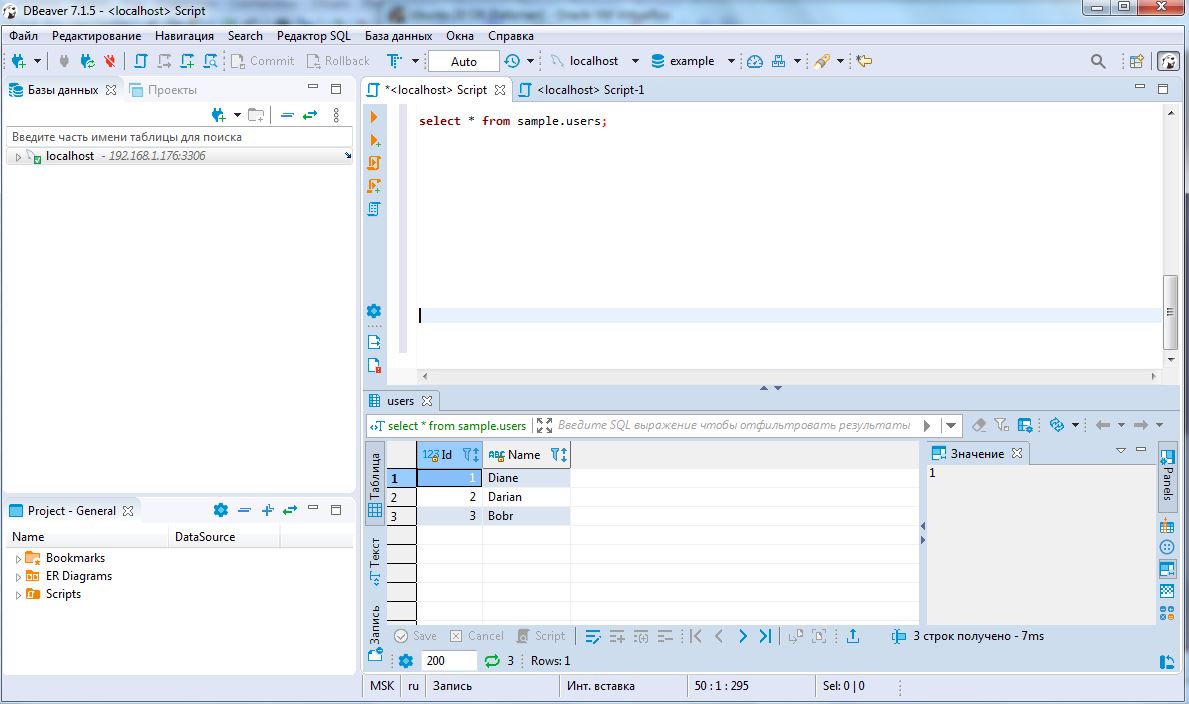 DBeaver 7.1.5 - <localhost> Script
Файл Редактирование Навигация Search Редактор SQL База данных Окна Справка
Commit Rollback Auto localhost example
Базы данных Проекты
*<localhost> Script <localhost> Script-1
Введите часть имени таблицы для поиска
localhost - 192.168.1.176:3306
select * from sample.users;
users
select * from sample.users Введите SQL выражение чтобы отфильтровать результаты
Таблица
Текст
Запись
123 Id ABC Name
1 1 Diane
2 2 Darian
3 3 Bobr
Значение
1
Panels
Project - General
Name DataSource
Bookmarks
ER Diagrams
Scripts
Save Cancel Script 3 строк получено - 7ms
200 3 Rows: 1
MSK ru Запись Инт. вставка 50 : 1 : 295 Sel: 0 | 0